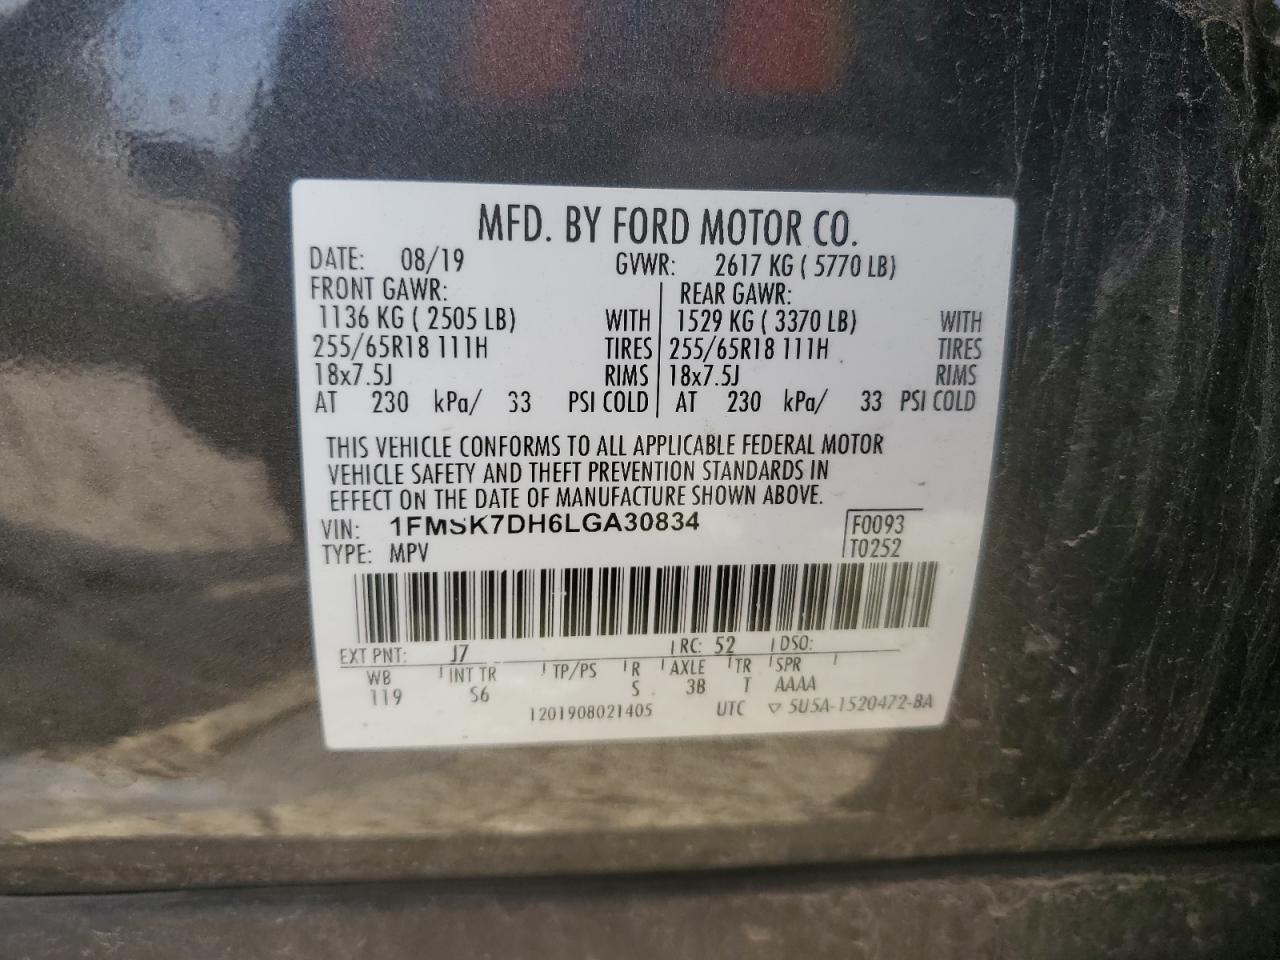 MFD. BY FORD MOTOR CO.
DATE: 08/19 GVWR: 2617 KG ( 5770 LB)
FRONT GAWR: REAR GAWR:
1136 KG ( 2505 LB) WITH 1529 KG ( 3370 LB) WITH
255/65R18 111H TIRES 255/65R18 111H TIRES
18x7.5J RIMS 18x7.5J RIMS
AT 230 kPa/ 33 PSI COLD AT 230 kPa/ 33 PSI COLD
THIS VEHICLE CONFORMS TO ALL APPLICABLE FEDERAL MOTOR
VEHICLE SAFETY AND THEFT PREVENTION STANDARDS IN
EFFECT ON THE DATE OF MANUFACTURE SHOWN ABOVE.
VIN: 1FMSK7DH6LGA30834 F0093
TYPE: MPV T0252
EXT PNT: J7 RC: 52 DSO:
WB INT TR TP/PS R AXLE TR SPR
119 S6 S 3B T AAAA
1201908021405 UTC ▽ 5U5A-1520472-BA